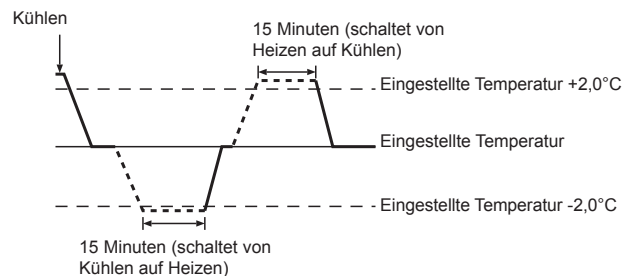 Kühlen
15 Minuten (schaltet von
Heizen auf Kühlen)
Eingestellte Temperatur +2,0°C
Eingestellte Temperatur
Eingestellte Temperatur -2,0°C
15 Minuten (schaltet von
Kühlen auf Heizen)